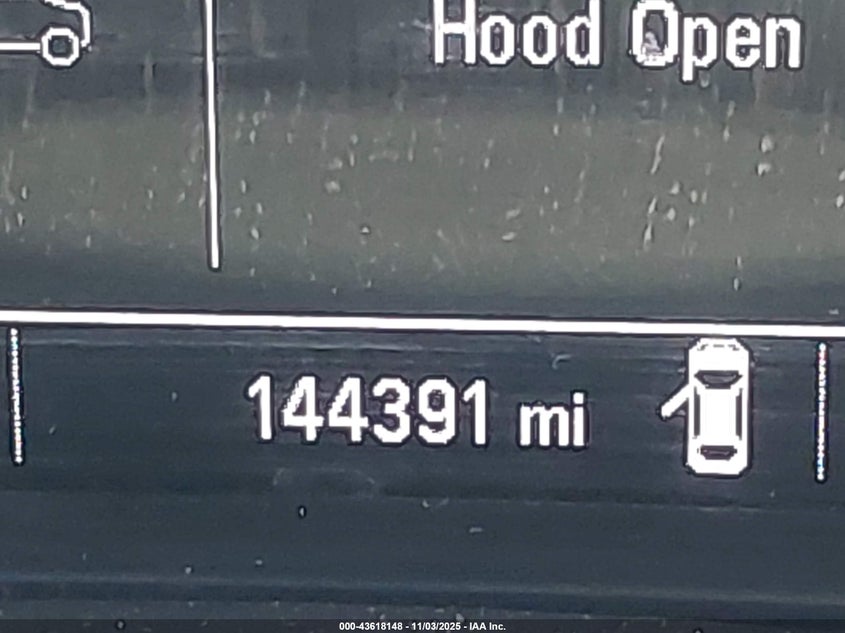 Hood Open
144391 mi
000-43618148 - 11/03/2025 - IAA Inc.